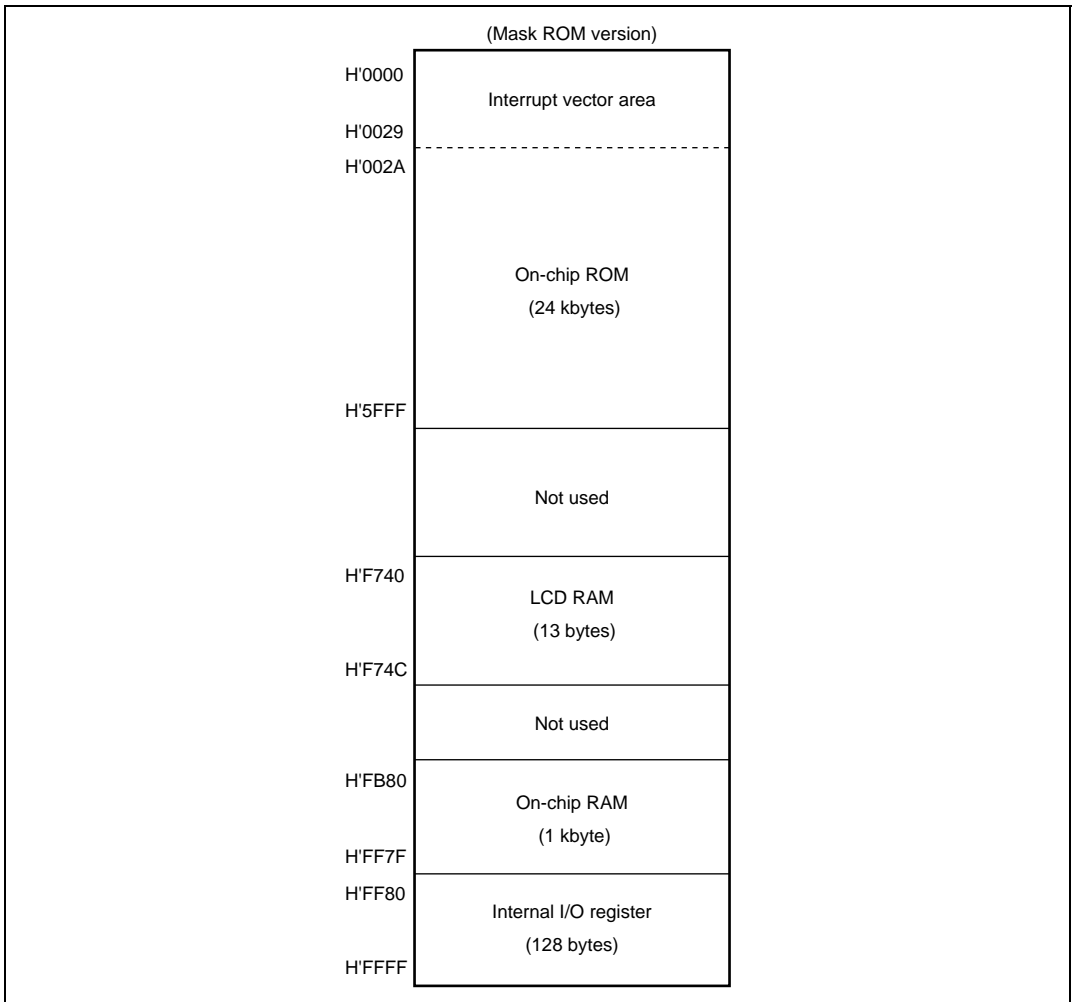 (Mask ROM version)
H'0000
Interrupt vector area
H'0029
H'002A
On-chip ROM
(24 kbytes)
H'5FFF
Not used
H'F740
LCD RAM
(13 bytes)
H'F74C
Not used
H'FB80
On-chip RAM
(1 kbyte)
H'FF7F
H'FF80
Internal I/O register
(128 bytes)
H'FFFF